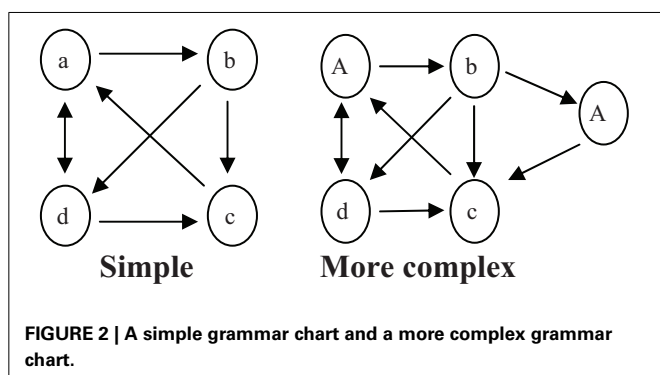 a b A b
A
d c d c
Simple More complex
FIGURE 2 | A simple grammar chart and a more complex grammar
chart.